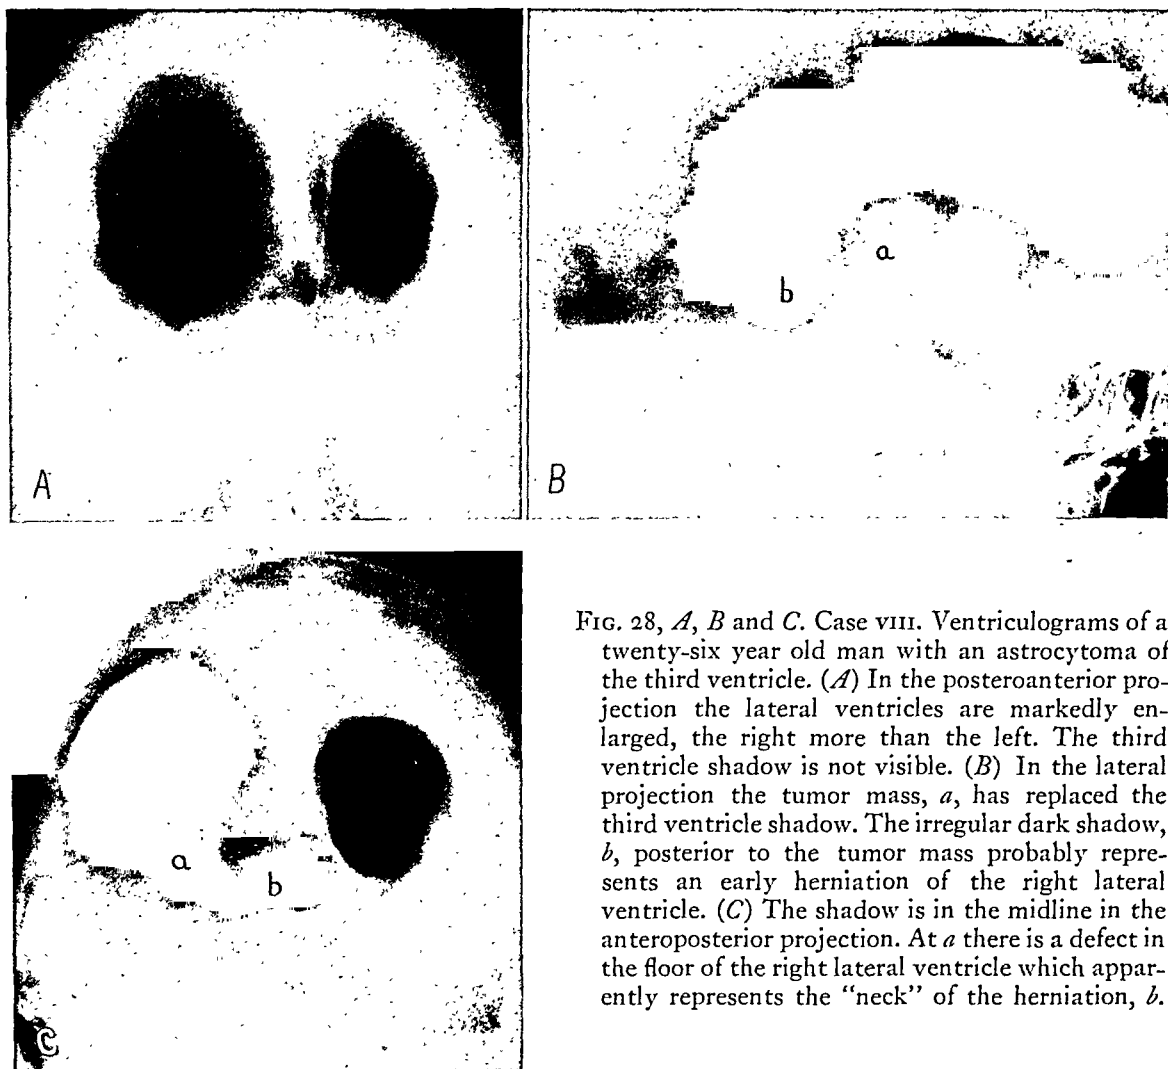 A
B
a
b
a
b
C
FIG. 28, A, B and C. Case VIII. Ventriculograms of a
twenty-six year old man with an astrocytoma of
the third ventricle. (A) In the posteroanterior pro-
jection the lateral ventricles are markedly en-
larged, the right more than the left. The third
ventricle shadow is not visible. (B) In the lateral
projection the tumor mass, a, has replaced the
third ventricle shadow. The irregular dark shadow,
b, posterior to the tumor mass probably repre-
sents an early herniation of the right lateral
ventricle. (C) The shadow is in the midline in the
anteroposterior projection. At a there is a defect in
the floor of the right lateral ventricle which appar-
ently represents the “neck” of the herniation, b.